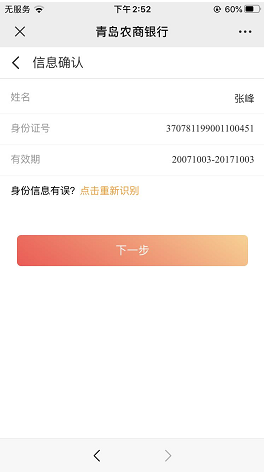 无服务 下午 2:52 60%
青岛农商银行
信息确认
姓名 张峰
身份证号 370781199001100451
有效期 20071003-20171003
身份信息有误? 点击重新识别
下一步